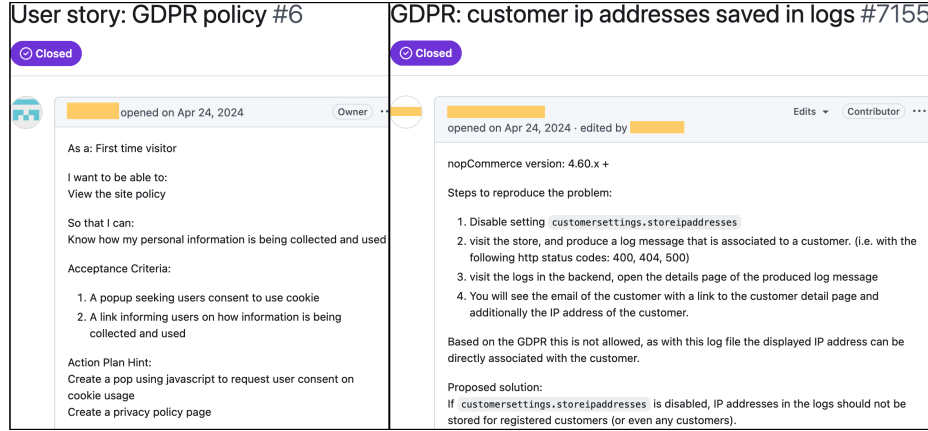 User story: GDPR policy #6
Closed
opened on Apr 24, 2024
Owner
As a: First time visitor
I want to be able to:
View the site policy
So that I can:
Know how my personal information is being collected and used
Acceptance Criteria:
1. A popup seeking users consent to use cookie
2. A link informing users on how information is being
collected and used
Action Plan Hint:
Create a pop using javascript to request user consent on
cookie usage
Create a privacy policy page
GDPR: customer ip addresses saved in logs #7155
Closed
opened on Apr 24, 2024 · edited by
Edits
Contributor
nopCommerce version: 4.60.x +
Steps to reproduce the problem:
1. Disable setting customersettings.storeipaddresses
2. visit the store, and produce a log message that is associated to a customer. (i.e. with the
following http status codes: 400, 404, 500)
3. visit the logs in the backend, open the details page of the produced log message
4. You will see the email of the customer with a link to the customer detail page and
additionally the IP address of the customer.
Based on the GDPR this is not allowed, as with this log file the displayed IP address can be
directly associated with the customer.
Proposed solution:
If customersettings.storeipaddresses is disabled, IP addresses in the logs should not be
stored for registered customers (or even any customers).